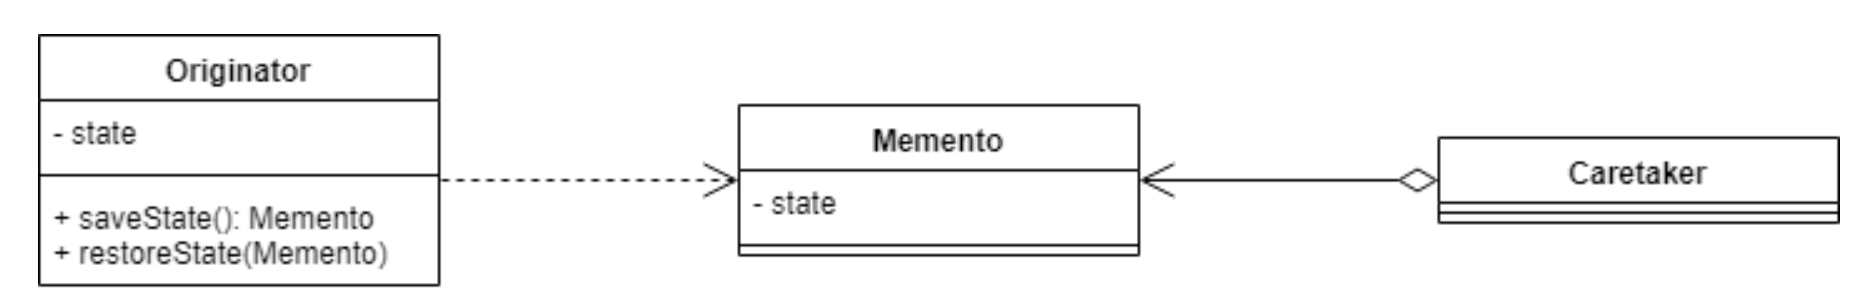 Originator
- state
+ saveState(): Memento
+ restoreState(Memento)
Memento
- state
Caretaker